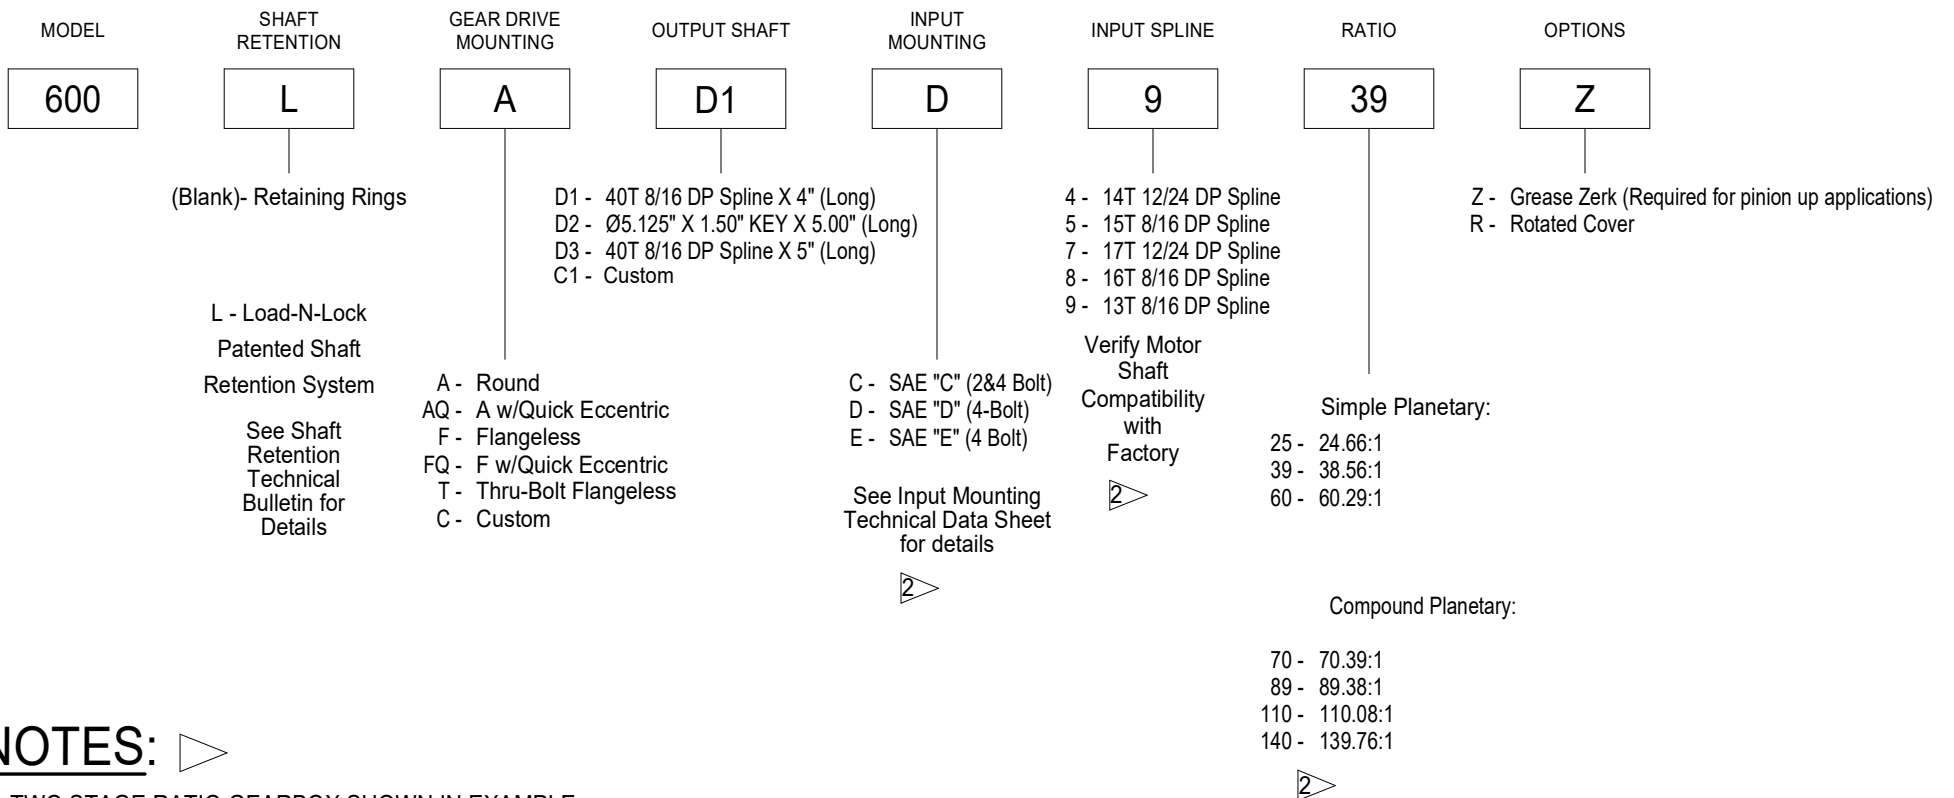 MODEL
SHAFT
RETENTION
GEAR DRIVE
MOUNTING
OUTPUT SHAFT
INPUT
MOUNTING
INPUT SPLINE
RATIO
OPTIONS
600
L
A
D1
D
9
39
Z
(Blank)- Retaining Rings
L - Load-N-Lock
Patented Shaft
Retention System
See Shaft
Retention
Technical
Bulletin for
Details
A - Round
AQ - A w/Quick Eccentric
F - Flangeless
FQ - F w/Quick Eccentric
T - Thru-Bolt Flangeless
C - Custom
D1 - 40T 8/16 DP Spline X 4" (Long)
D2 - Ø5.125" X 1.50" KEY X 5.00" (Long)
D3 - 40T 8/16 DP Spline X 5" (Long)
C1 - Custom
C - SAE "C" (2&4 Bolt)
D - SAE "D" (4-Bolt)
E - SAE "E" (4 Bolt)
See Input Mounting
Technical Data Sheet
for details
2
4 - 14T 12/24 DP Spline
5 - 15T 8/16 DP Spline
7 - 17T 12/24 DP Spline
8 - 16T 8/16 DP Spline
9 - 13T 8/16 DP Spline
Verify Motor
Shaft
Compatibility
with
Factory
2
Simple Planetary:
25 - 24.66:1
39 - 38.56:1
60 - 60.29:1
Compound Planetary:
70 - 70.39:1
89 - 89.38:1
110 - 110.08:1
140 - 139.76:1
2
Z - Grease Zerk (Required for pinion up applications)
R - Rotated Cover
NOTES:
TWO STAGE RATIO GEARBOX SHOWN IN EXAMPLE